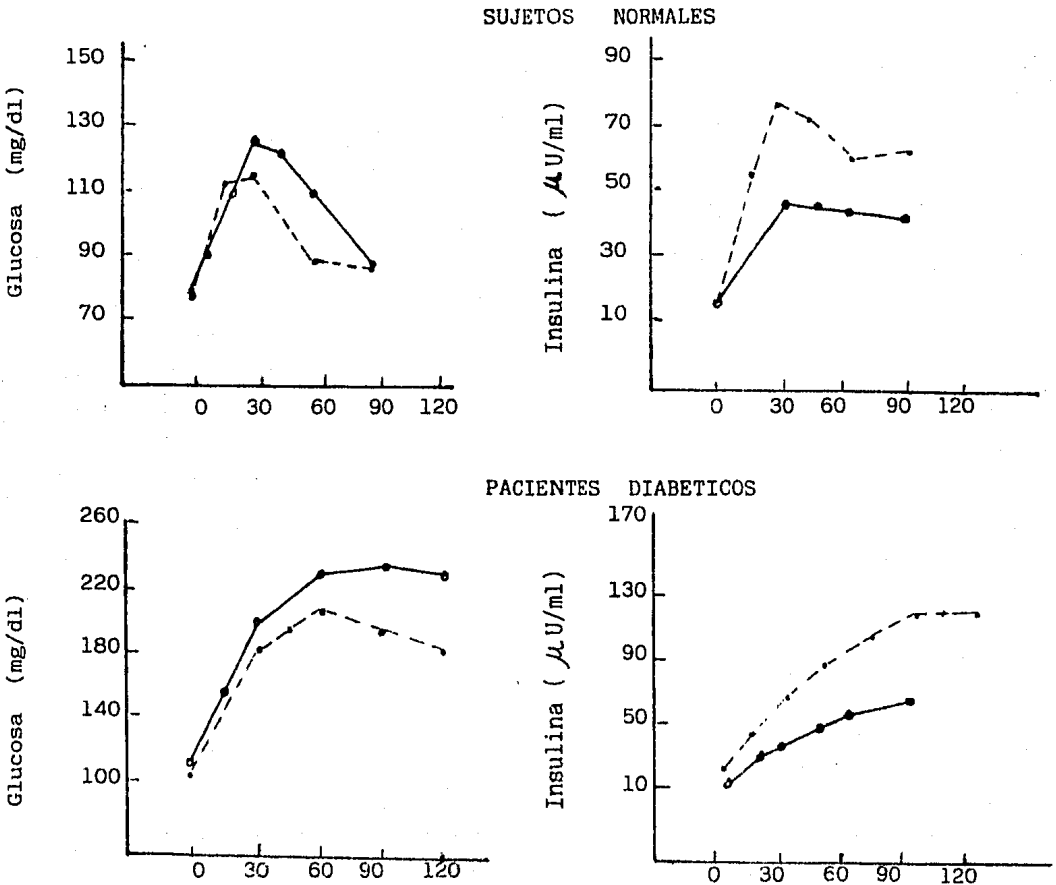 SUJETOS NORMALES
Glucosa (mg/dl)
150
130
110
90
70
0 30 60 90 120
Insulina ( μU/ml)
90
70
50
30
10
0 30 60 90 120
PACIENTES DIABETICOS
Glucosa (mg/dl)
260
220
180
140
100
0 30 60 90 120
Insulina ( μU/ml)
170
130
90
50
10
0 30 60 90 120